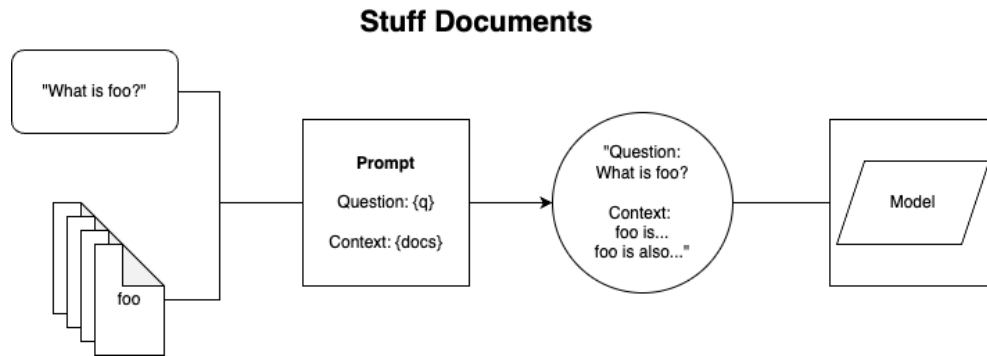 Stuff Documents
"What is foo?"
foo
Prompt
Question: {q}
Context: {docs}
"Question:
What is foo?
Context:
foo is...
foo is also..."
Model